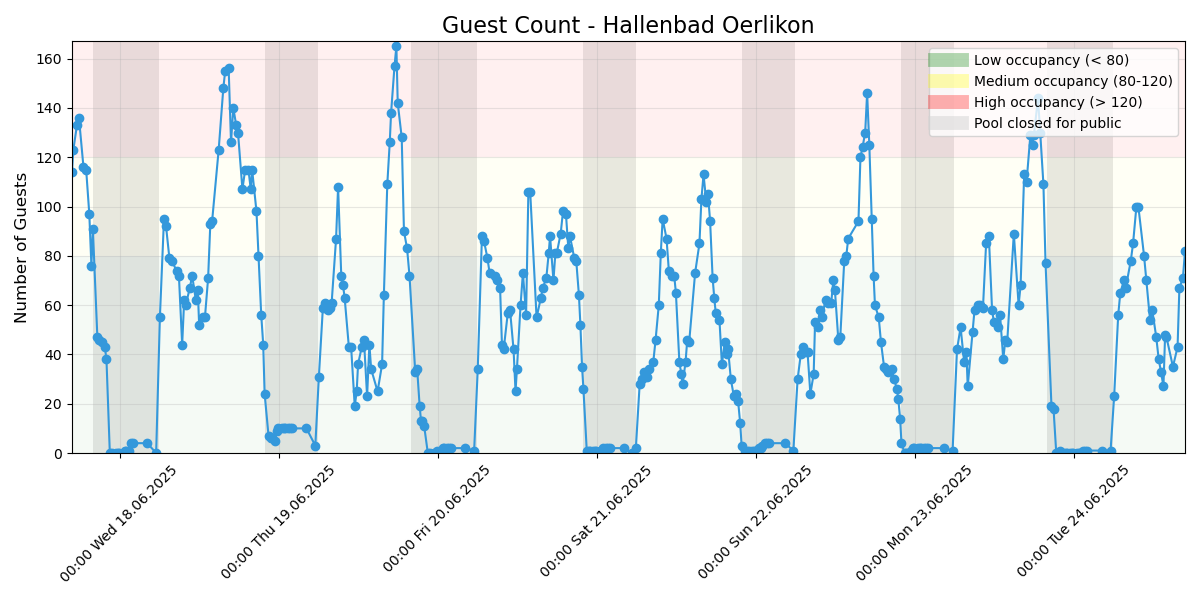 Guest Count - Hallenbad Oerlikon
Number of Guests
160
140
120
100
80
60
40
20
0
Low occupancy (< 80)
Medium occupancy (80-120)
High occupancy (> 120)
Pool closed for public
00:00 Wed 18.06.2025
00:00 Thu 19.06.2025
00:00 Fri 20.06.2025
00:00 Sat 21.06.2025
00:00 Sun 22.06.2025
00:00 Mon 23.06.2025
00:00 Tue 24.06.2025